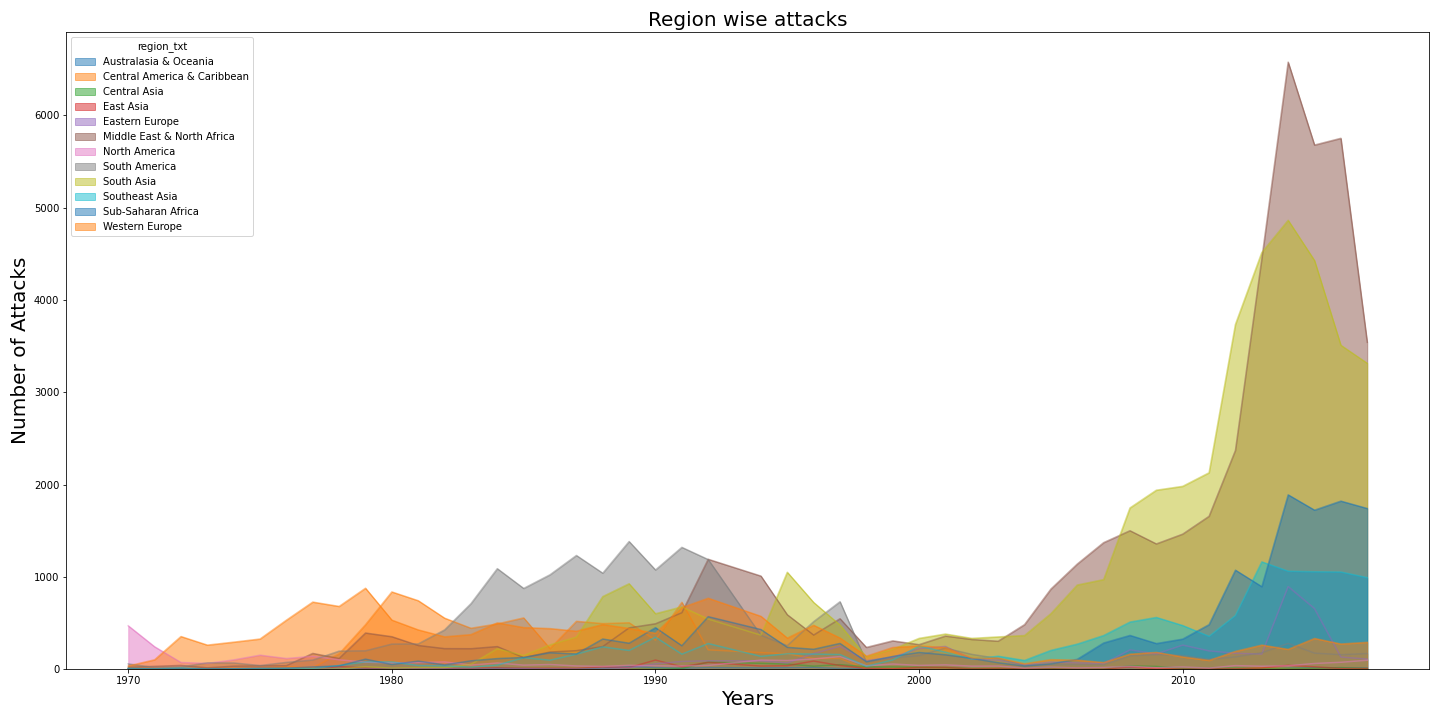 Region wise attacks
region_txt
Australasia & Oceania
Central America & Caribbean
Central Asia
East Asia
Eastern Europe
Middle East & North Africa
North America
South America
South Asia
Southeast Asia
Sub-Saharan Africa
Western Europe
Number of Attacks
6000
5000
4000
3000
2000
1000
0
1970
1980
1990
2000
2010
Years